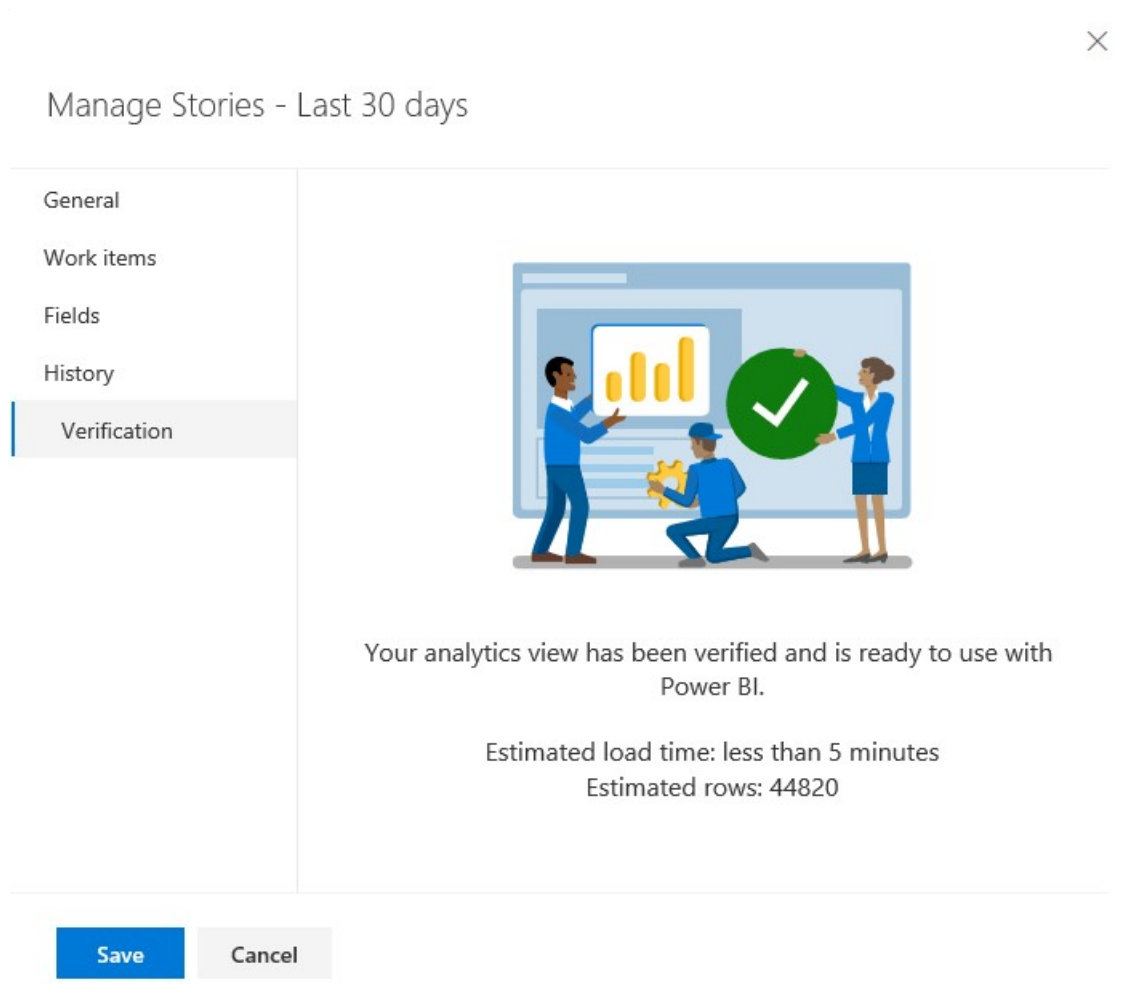 Manage Stories - Last 30 days
General
Work items
Fields
History
Verification
Your analytics view has been verified and is ready to use with
Power BI.
Estimated load time: less than 5 minutes
Estimated rows: 44820
Save
Cancel